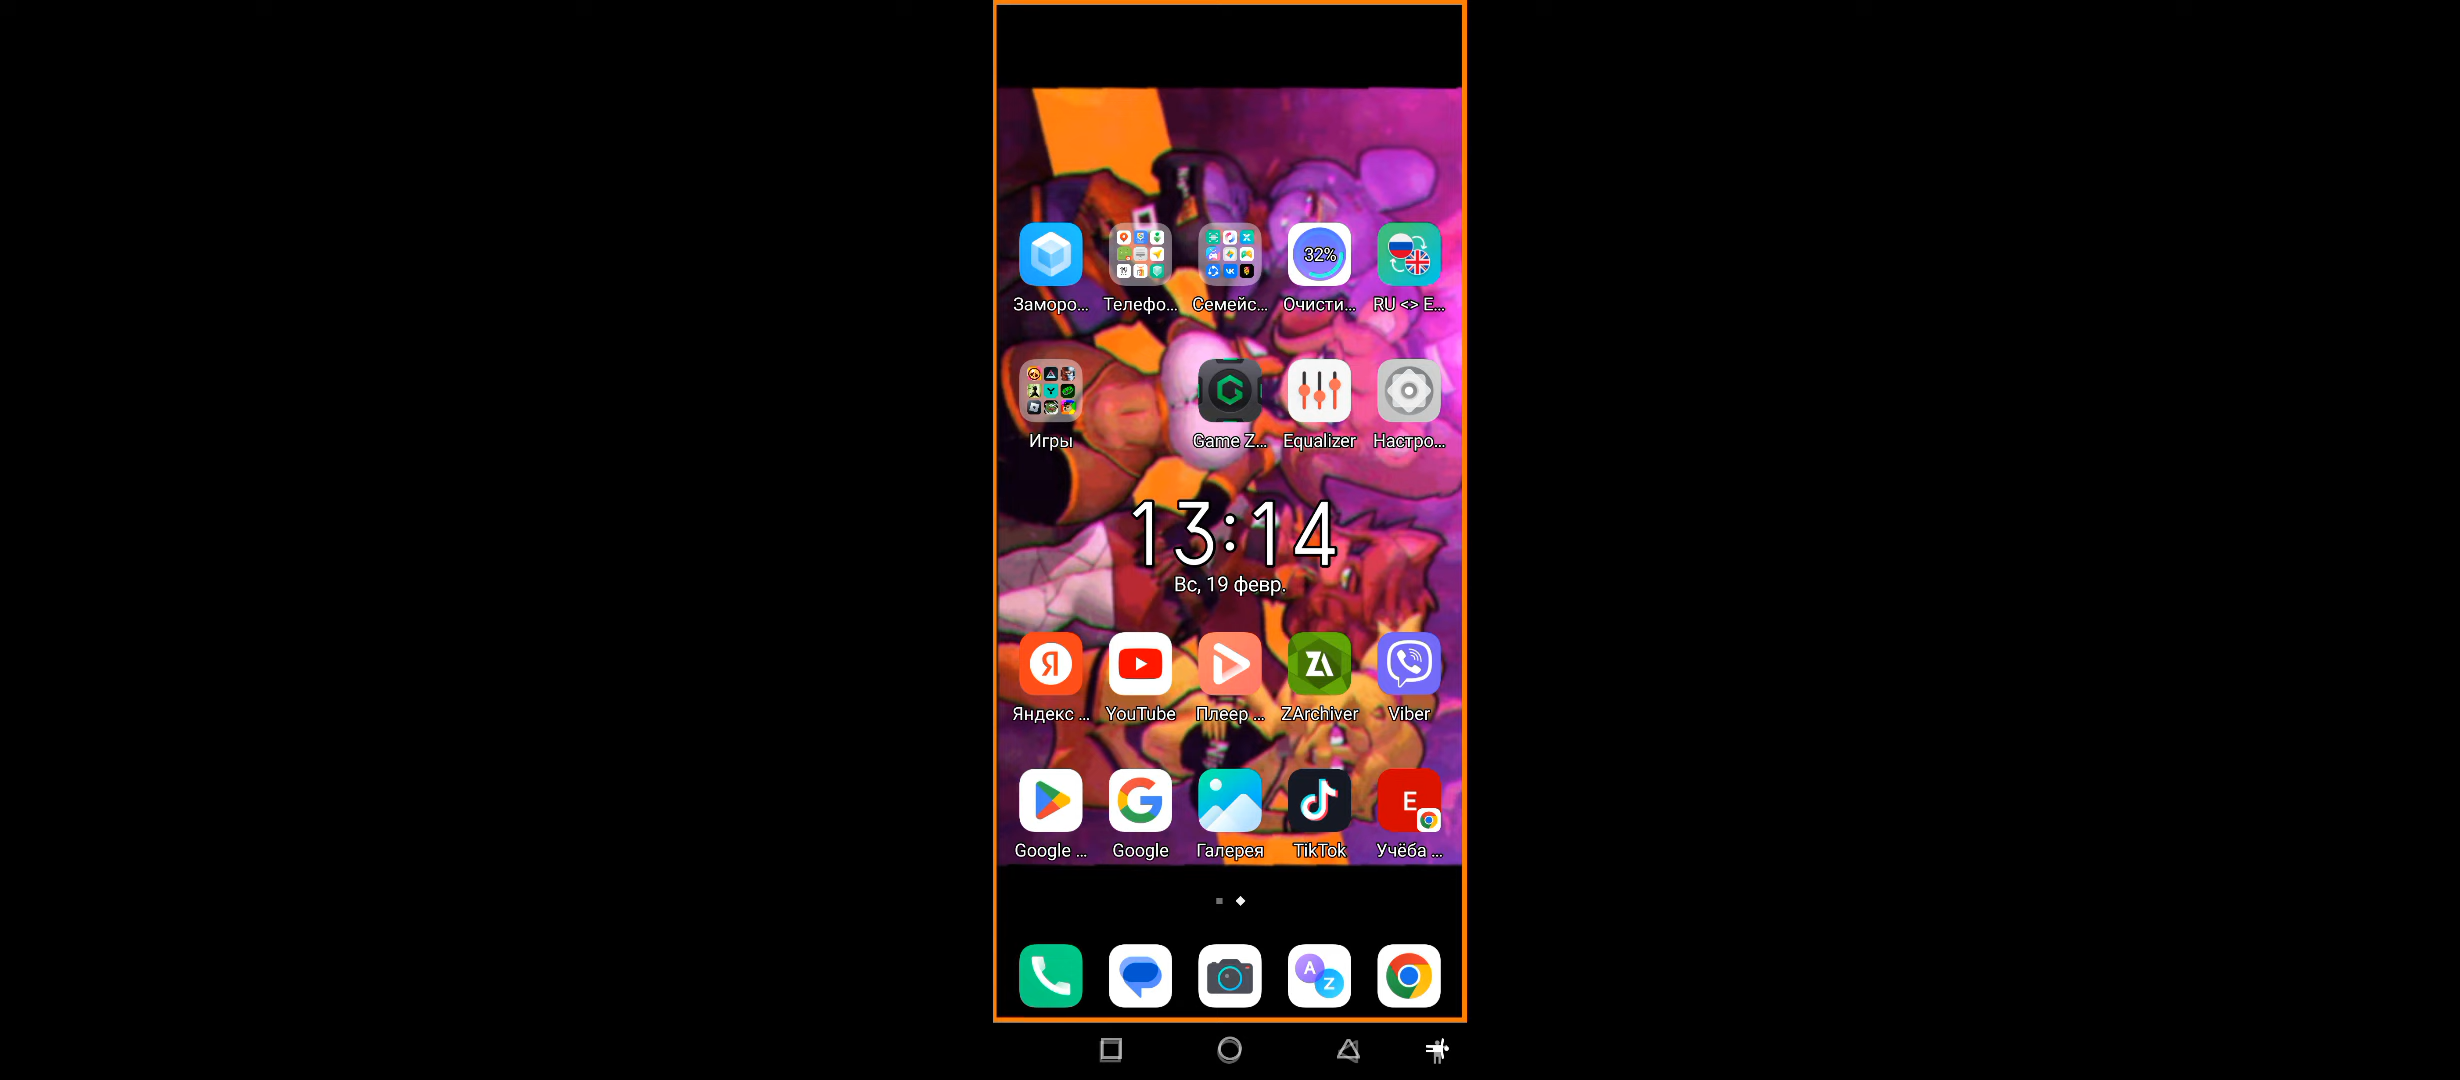 32%
Заморо... Телефо... Семейс... Очисти... RU <> E...
Игры Game Z... Equalizer Настро...
13:14
Вс, 19 февр.
Я ZA
Яндекс ... YouTube Плеер ... ZArchiver Viber
E
Google ... Google Галерея TikTok Учёба ...
A Z